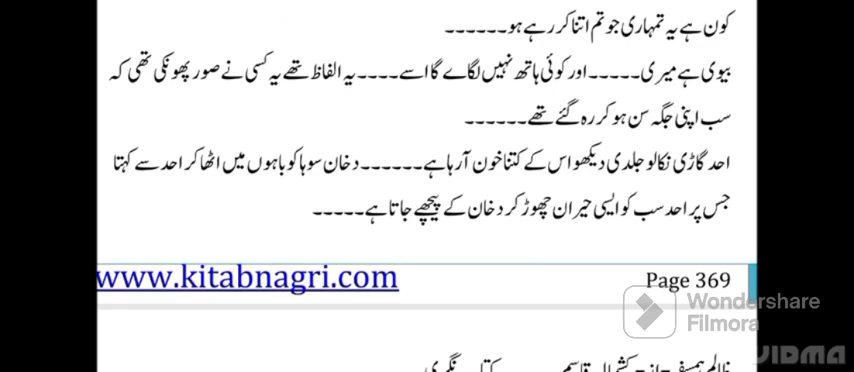 کون ہے یہ تمہاری جو تم اتنا کر رہے ہو۔۔۔۔۔۔
بیوی ہے میری۔۔۔۔۔ اور کوئی ہاتھ نہیں لگاے گا اسے۔۔۔۔ یہ الفاظ تھے یہ کسی نے صور پھونکی تھی کہ
سب اپنی جگہ سن ہو کر رہ گئے تھے۔۔۔۔۔۔
احد گاڑی نکالو جلدی دیکھو اس کے کتنا خون آ رہا ہے۔۔۔۔۔۔ دخان سوہا کو باہوں میں اٹھا کر احد سے کہتا
جس پر احد سب کو ایسی حیران چھوڑ کر دخان کے پیچھے جاتا ہے۔۔۔۔۔
www.kitabnagri.com Page 369
Wondershare
Filmora
VIDMA